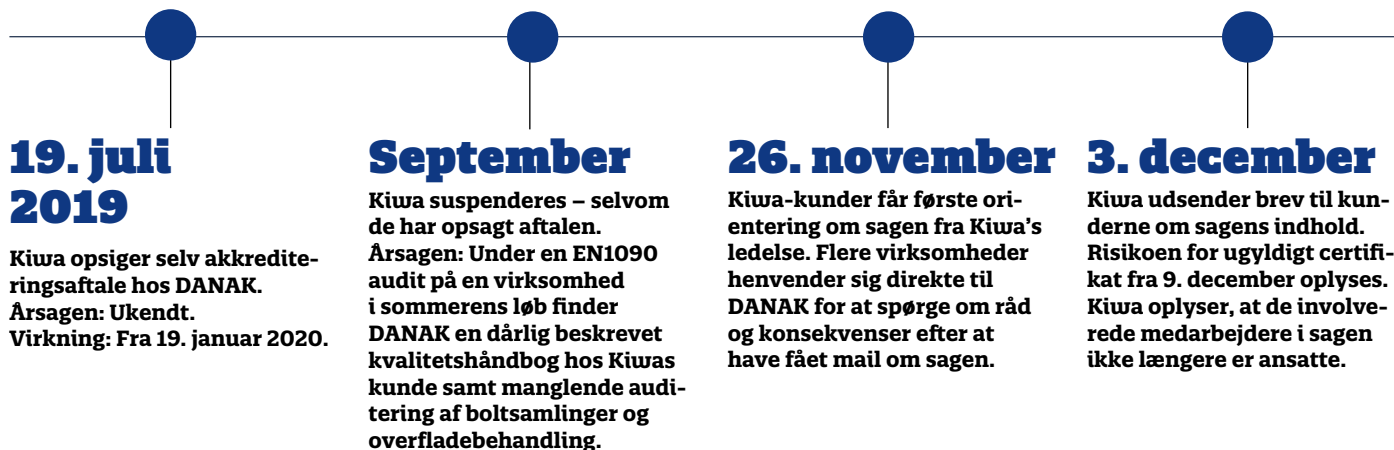 19. juli
2019
Kiwa opsiger selv akkredite-
ringsaftale hos DANAK.
Årsagen: Ukendt.
Virkning: Fra 19. januar 2020.
September
Kiwa suspenderes – selvom
de har opsagt aftalen.
Årsagen: Under en EN1090
audit på en virksomhed
i sommerens løb finder
DANAK en dårlig beskrevet
kvalitetshåndbog hos Kiwas
kunde samt manglende audi-
tering af boltsamlinger og
overfladebehandling.
26. november
Kiwa-kunder får første ori-
entering om sagen fra Kiwa's
ledelse. Flere virksomheder
henvender sig direkte til
DANAK for at spørge om råd
og konsekvenser efter at
have fået mail om sagen.
3. december
Kiwa udsender brev til kun-
derne om sagens indhold.
Risikoen for ugyldigt certifi-
kat fra 9. december oplyses.
Kiwa oplyser, at de involve-
rede medarbejdere i sagen
ikke længere er ansatte.